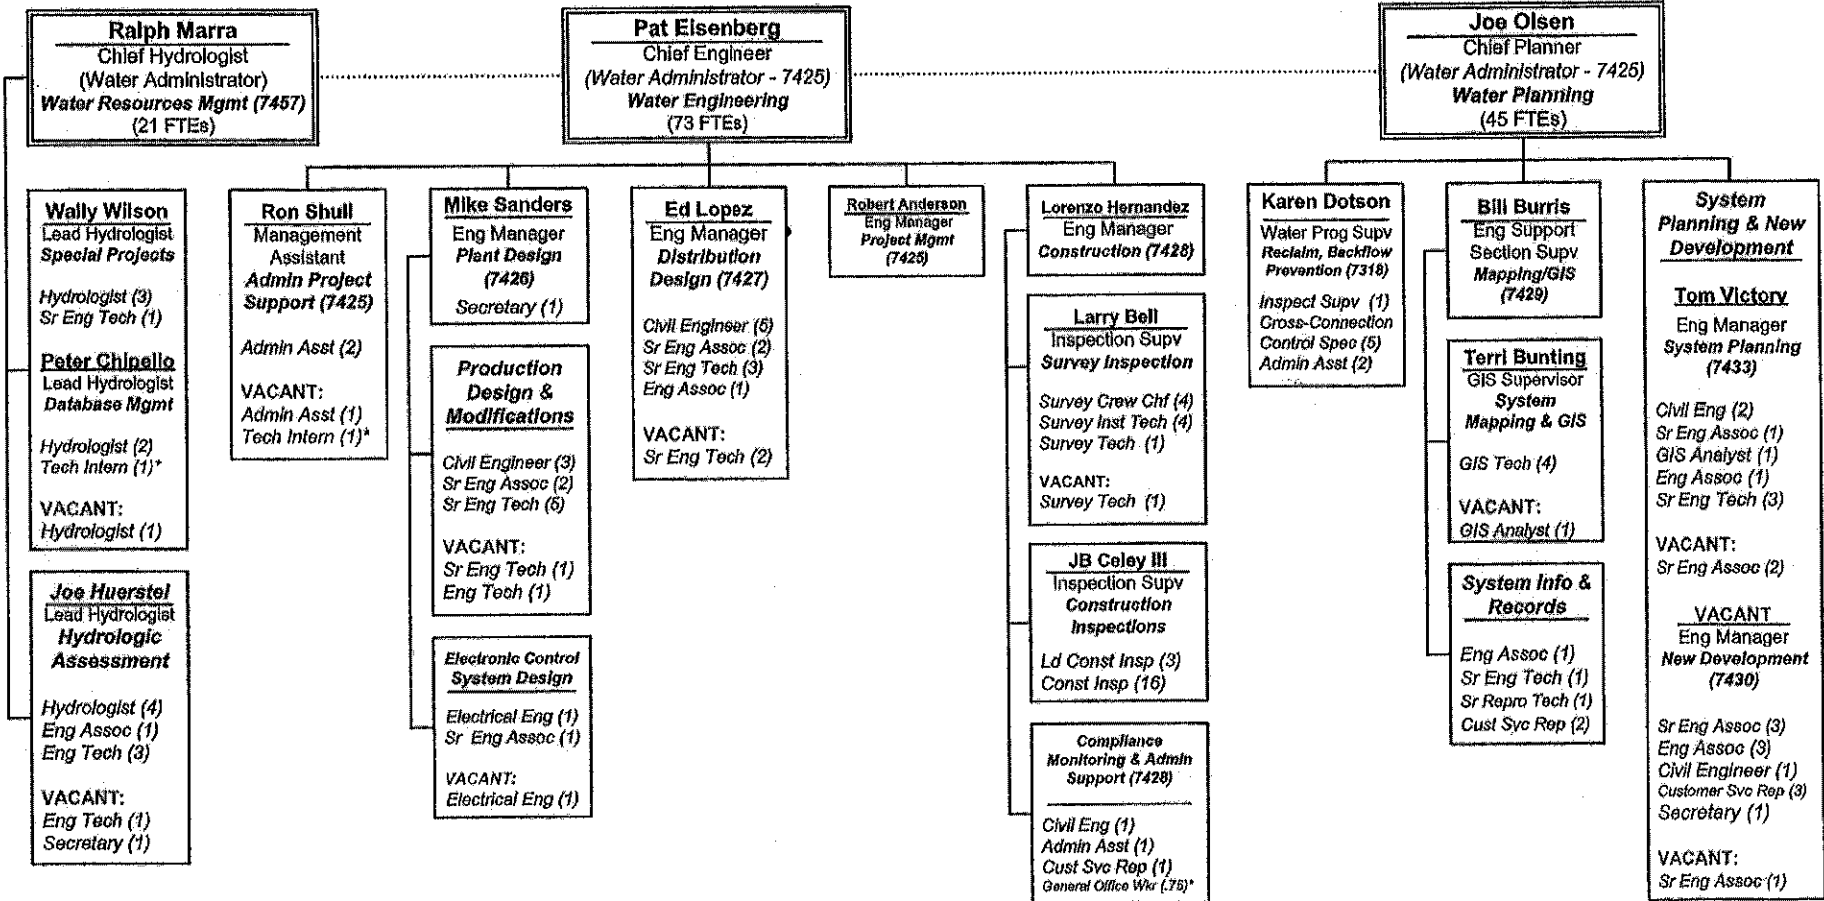 Ralph Marra
Chief Hydrologist
(Water Administrator)
Water Resources Mgmt (7457)
(21 FTEs)
Pat Eisenberg
Chief Engineer
(Water Administrator - 7425)
Water Engineering
(73 FTEs)
Joe Olsen
Chief Planner
(Water Administrator - 7425)
Water Planning
(45 FTEs)
Wally Wilson
Lead Hydrologist
Special Projects
Hydrologist (3)
Sr Eng Tech (1)
Peter Chipello
Lead Hydrologist
Database Mgmt
Hydrologist (2)
Tech Intern (1)*
VACANT:
Hydrologist (1)
Joe Huerstel
Lead Hydrologist
Hydrologic
Assessment
Hydrologist (4)
Eng Assoc (1)
Eng Tech (3)
VACANT:
Eng Tech (1)
Secretary (1)
Ron Shull
Management
Assistant
Admin Project
Support (7425)
Admin Asst (2)
VACANT:
Admin Asst (1)
Tech Intern (1)*
Mike Sanders
Eng Manager
Plant Design
(7426)
Secretary (1)
Production
Design &
Modifications
Civil Engineer (3)
Sr Eng Assoc (2)
Sr Eng Tech (5)
VACANT:
Sr Eng Tech (1)
Eng Tech (1)
Electronic Control
System Design
Electrical Eng (1)
Sr Eng Assoc (1)
VACANT:
Electrical Eng (1)
Ed Lopez
Eng Manager
Distribution
Design (7427)
Civil Engineer (5)
Sr Eng Assoc (2)
Sr Eng Tech (3)
Eng Assoc (1)
VACANT:
Sr Eng Tech (2)
Robert Anderson
Eng Manager
Project Mgmt
(7425)
Lorenzo Hernandez
Eng Manager
Construction (7428)
Larry Bell
Inspection Supv
Survey Inspection
Survey Crew Chf (4)
Survey Inst Tech (4)
Survey Tech (1)
VACANT:
Survey Tech (1)
JB Celey III
Inspection Supv
Construction
Inspections
Ld Const Insp (3)
Const Insp (16)
Compliance
Monitoring & Admin
Support (7428)
Civil Eng (1)
Admin Asst (1)
Cust Svc Rep (1)
General Office Wkr (.75)*
Karen Dotson
Water Prog Supv
Reclaim, Backflow
Prevention (7318)
Inspect Supv (1)
Cross-Connection
Control Spec (5)
Admin Asst (2)
Bill Burris
Eng Support
Section Supv
Mapping/GIS
(7429)
Terri Bunting
GIS Supervisor
System
Mapping & GIS
GIS Tech (4)
VACANT:
GIS Analyst (1)
System Info &
Records
Eng Assoc (1)
Sr Eng Tech (1)
Sr Repro Tech (1)
Cust Syc Rep (2)
System
Planning & New
Development
Tom Victory
Eng Manager
System Planning
(7433)
Civil Eng (2)
Sr Eng Assoc (1)
GIS Analyst (1)
Eng Assoc (1)
Sr Eng Tech (3)
VACANT:
Sr Eng Assoc (2)
VACANT
Eng Manager
New Development
(7430)
Sr Eng Assoc (3)
Eng Assoc (3)
Civil Engineer (1)
Customer Svc Rep (3)
Secretary (1)
VACANT:
Sr Eng Assoc (1)